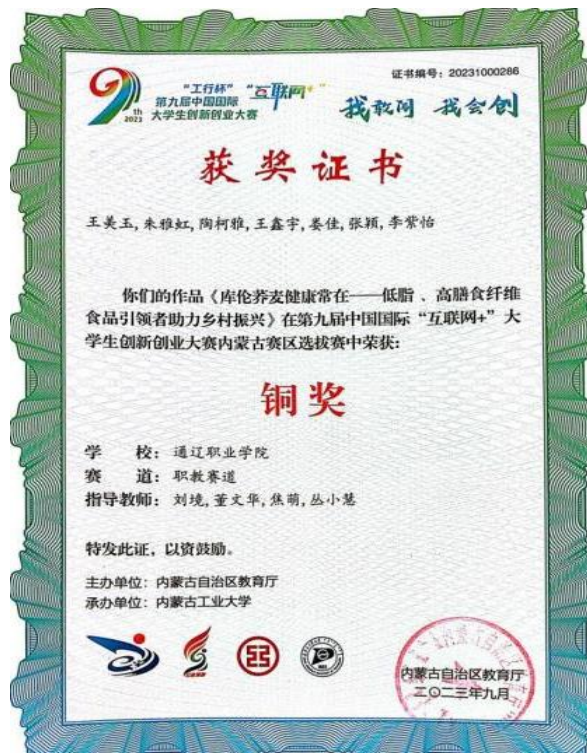 证书编号：20231000286
9th
2023
“工行杯” “互联网+”
第九届中国国际
大学生创新创业大赛
我敢闯 我会创
获奖证书
王美玉,朱雅虹,陶柯雅,王鑫宇,娄佳,张颖,李紫怡
你们的作品《库伦荞麦健康常在——低脂、高膳食纤维
食品引领者助力乡村振兴》在第九届中国国际“互联网+”大
学生创新创业大赛内蒙古赛区选拔赛中荣获：
铜奖
学 校：通辽职业学院
赛 道：职教赛道
指导教师：刘境,董文华,焦萌,丛小慧
特发此证，以资鼓励。
主办单位：内蒙古自治区教育厅
承办单位：内蒙古工业大学
内蒙古自治区教育厅
二〇二三年九月